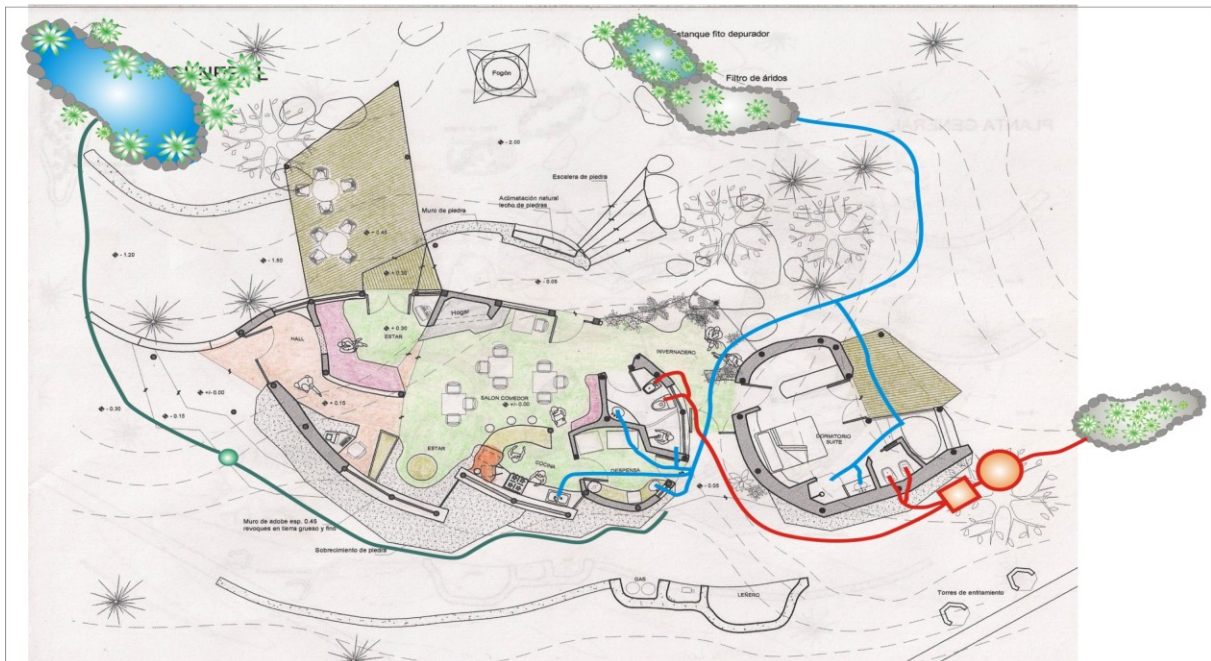 Estanque fito depurador
Fogón
Filtro de áridos
- 2.00
Escalera de piedra
Aclimatación natural
lecho de piedras
Muro de piedra
+ 0.45
- 1.20
- 1.50
+ 0.30
- 0.05
Hogar
+ 0.30
ESTAR
HALL
INVERNADERO
SALON COMEDOR
+/- 0.00
+/- 0.00
+ 0.15
- 0.30
- 0.15
DORMITORIO
SUITE
ESTAR
COCINA
DESPENSA
- 0.05
Muro de adobe esp. 0.45
revoques en tierra grueso y fino
Sobrecimiento de piedra
GAS
LEÑERO
Torres de enfriamiento
PLANTA GENERAL